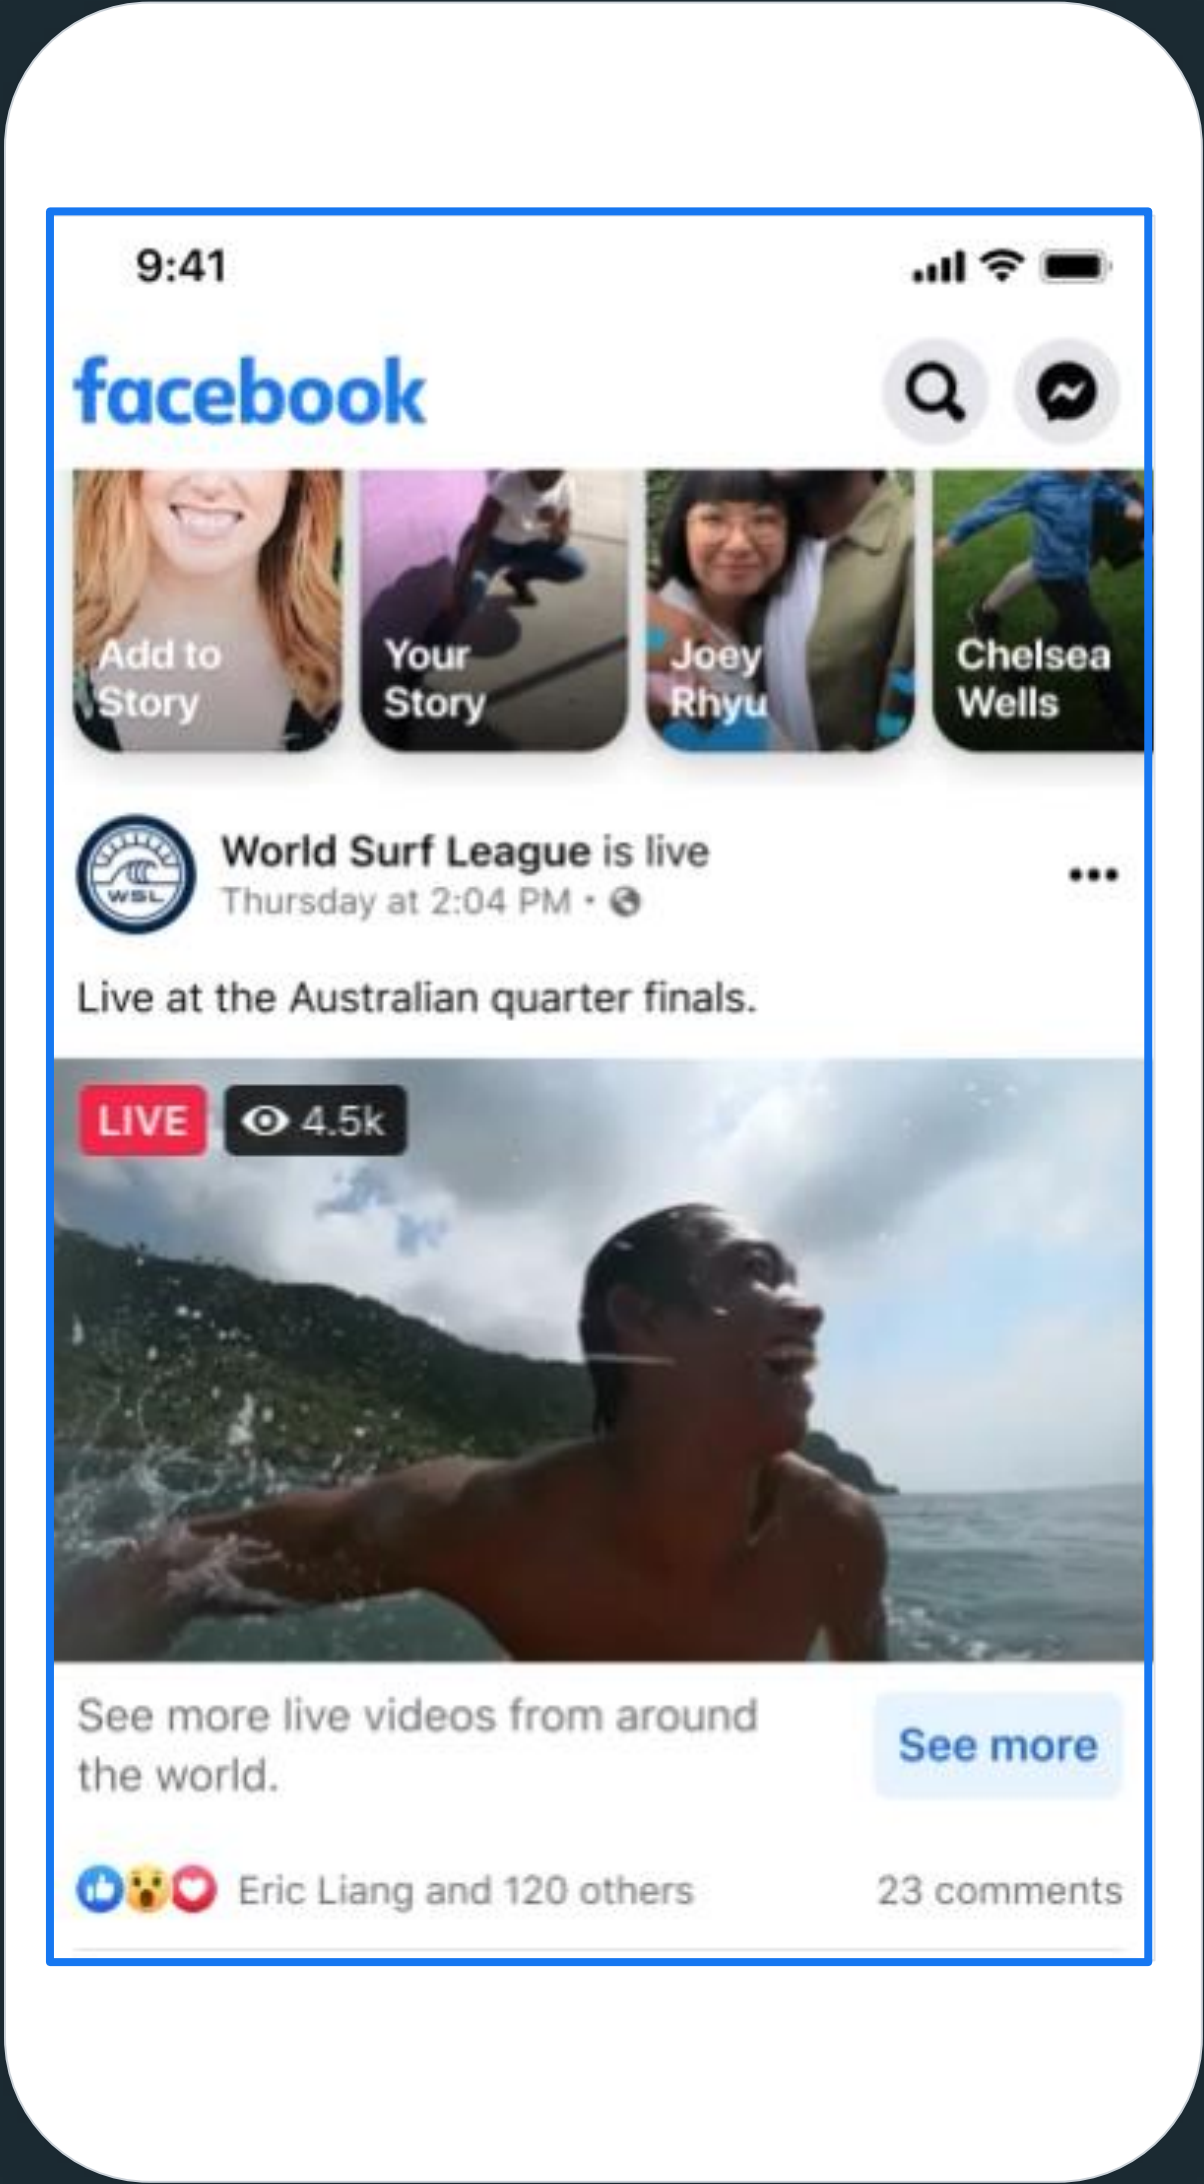 9:41
facebook
Add to
Story
Your
Story
Joey
Rhyu
Chelsea
Wells
WSL
World Surf League is live
Thursday at 2:04 PM ·
Live at the Australian quarter finals.
LIVE 4.5k
See more live videos from around
the world.
See more
Eric Liang and 120 others 23 comments